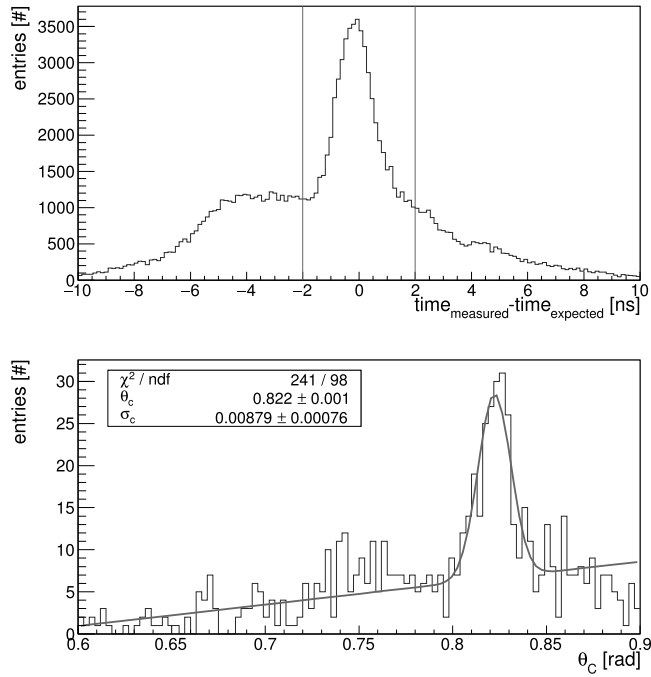 entries [#]
3500
3000
2500
2000
1500
1000
500
0
−10 −8 −6 −4 −2 0 2 4 6 8 10
time_measured-time_expected [ns]
entries [#]
χ² / ndf 241 / 98
θ_c 0.822 ± 0.001
σ_c 0.00879 ± 0.00076
30
25
20
15
10
5
0
0.6 0.65 0.7 0.75 0.8 0.85 0.9
θ_C [rad]